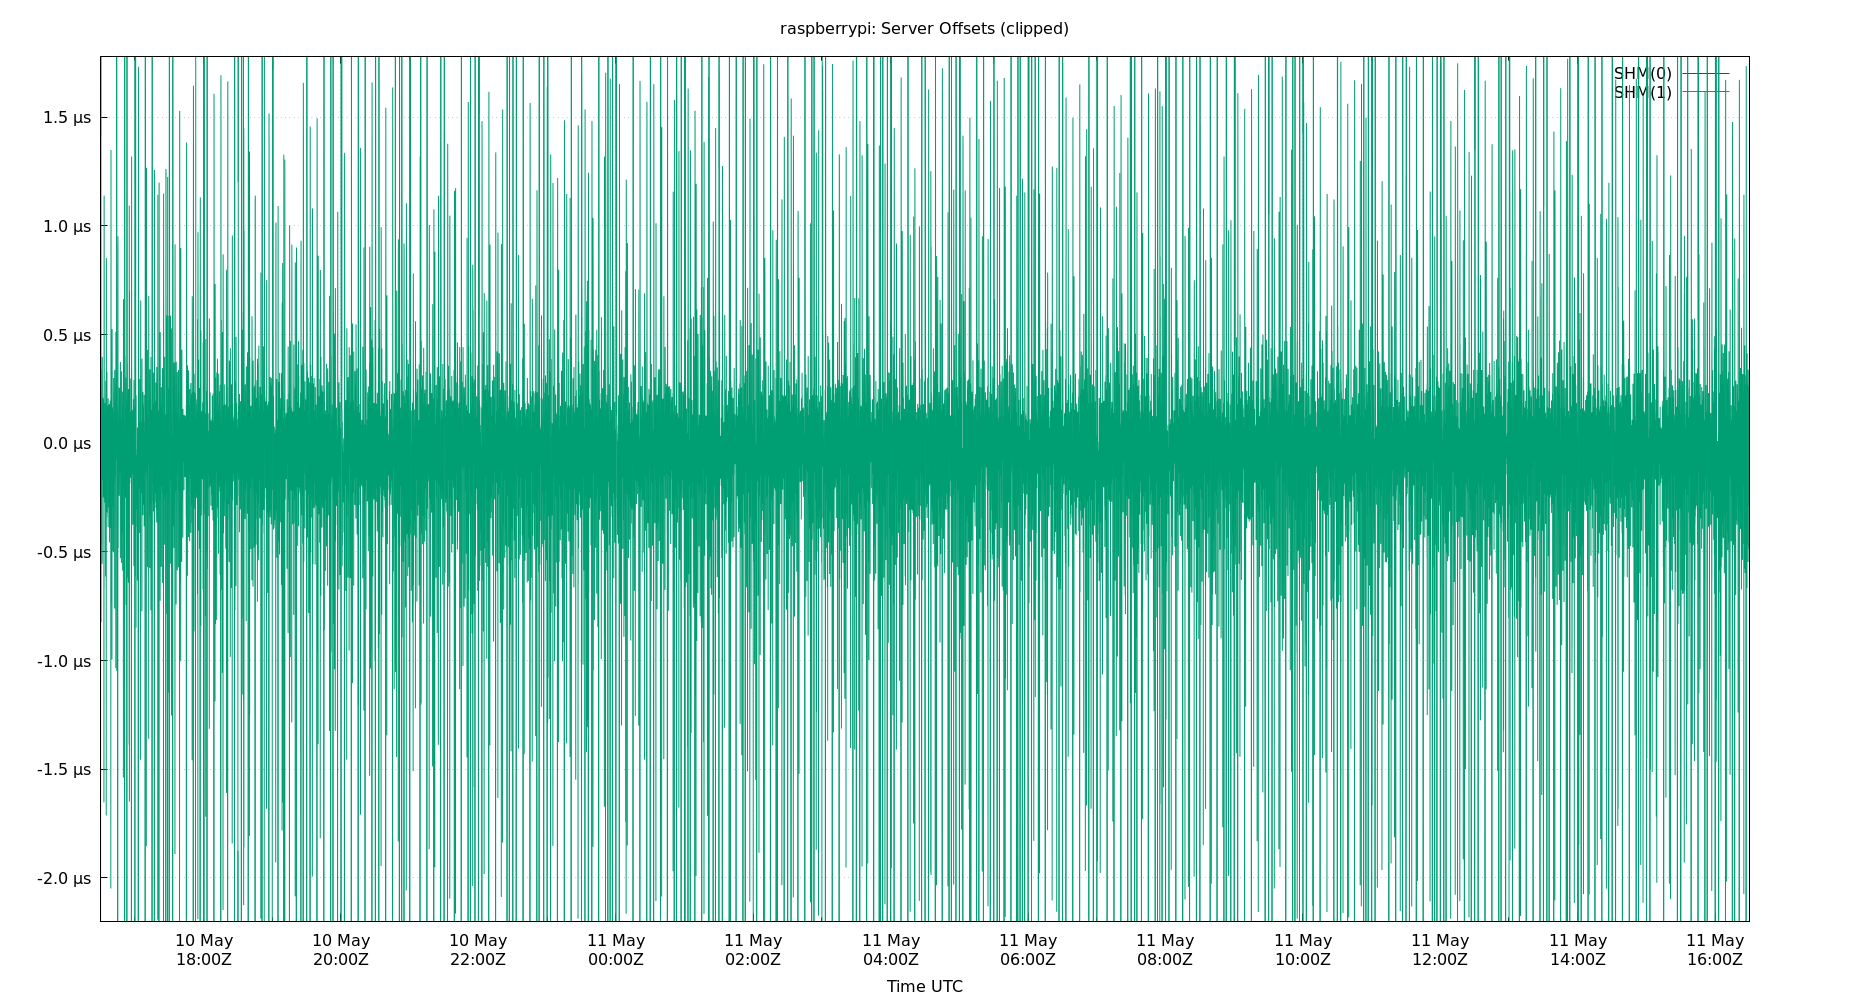 raspberrypi: Server Offsets (clipped)
SHM(0)
SHM(1)
1.5 µs
1.0 µs
0.5 µs
0.0 µs
-0.5 µs
-1.0 µs
-1.5 µs
-2.0 µs
10 May 10 May 10 May 11 May 11 May 11 May 11 May 11 May 11 May 11 May 11 May 11 May
18:00Z 20:00Z 22:00Z 00:00Z 02:00Z 04:00Z 06:00Z 08:00Z 10:00Z 12:00Z 14:00Z 16:00Z
Time UTC